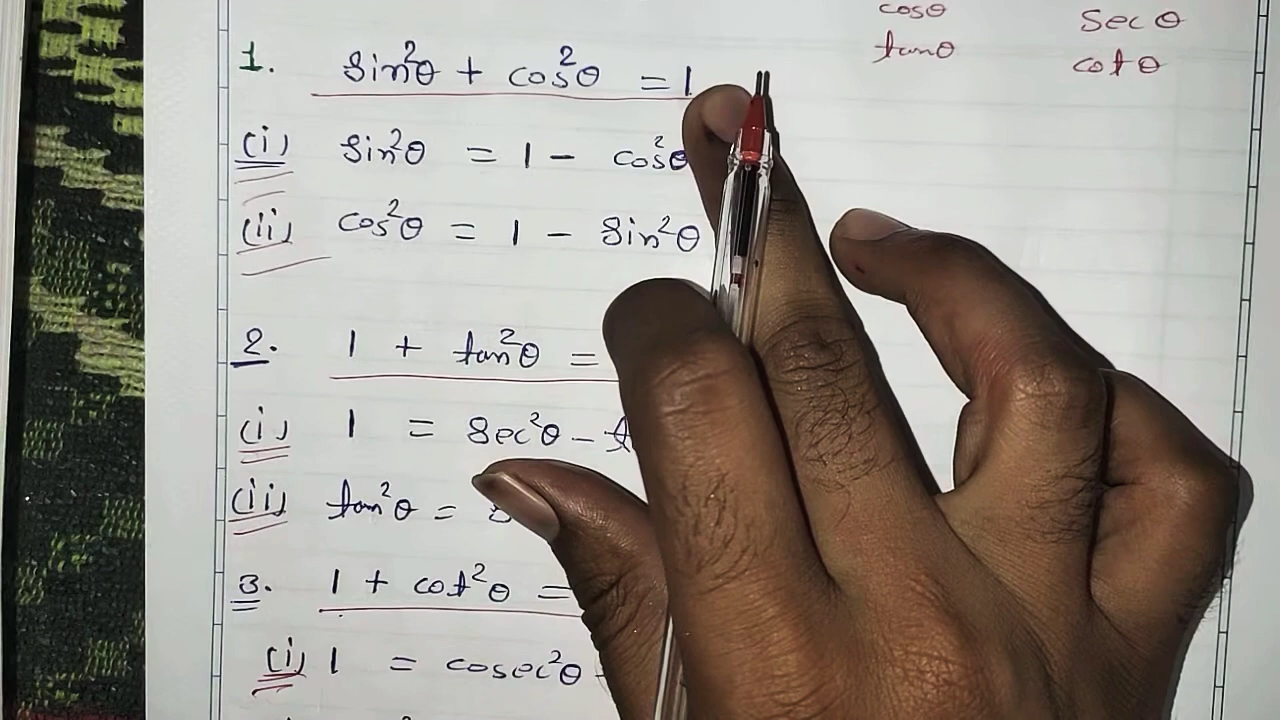 cosθ secθ
tanθ cotθ
1. sin²θ + cos²θ = 1
(i) sin²θ = 1 - cos²θ
(ii) cos²θ = 1 - sin²θ
2. 1 + tan²θ =
(i) 1 = sec²θ - t
(ii) tan²θ =
3. 1 + cot²θ =
(i) 1 = cosec²θ -